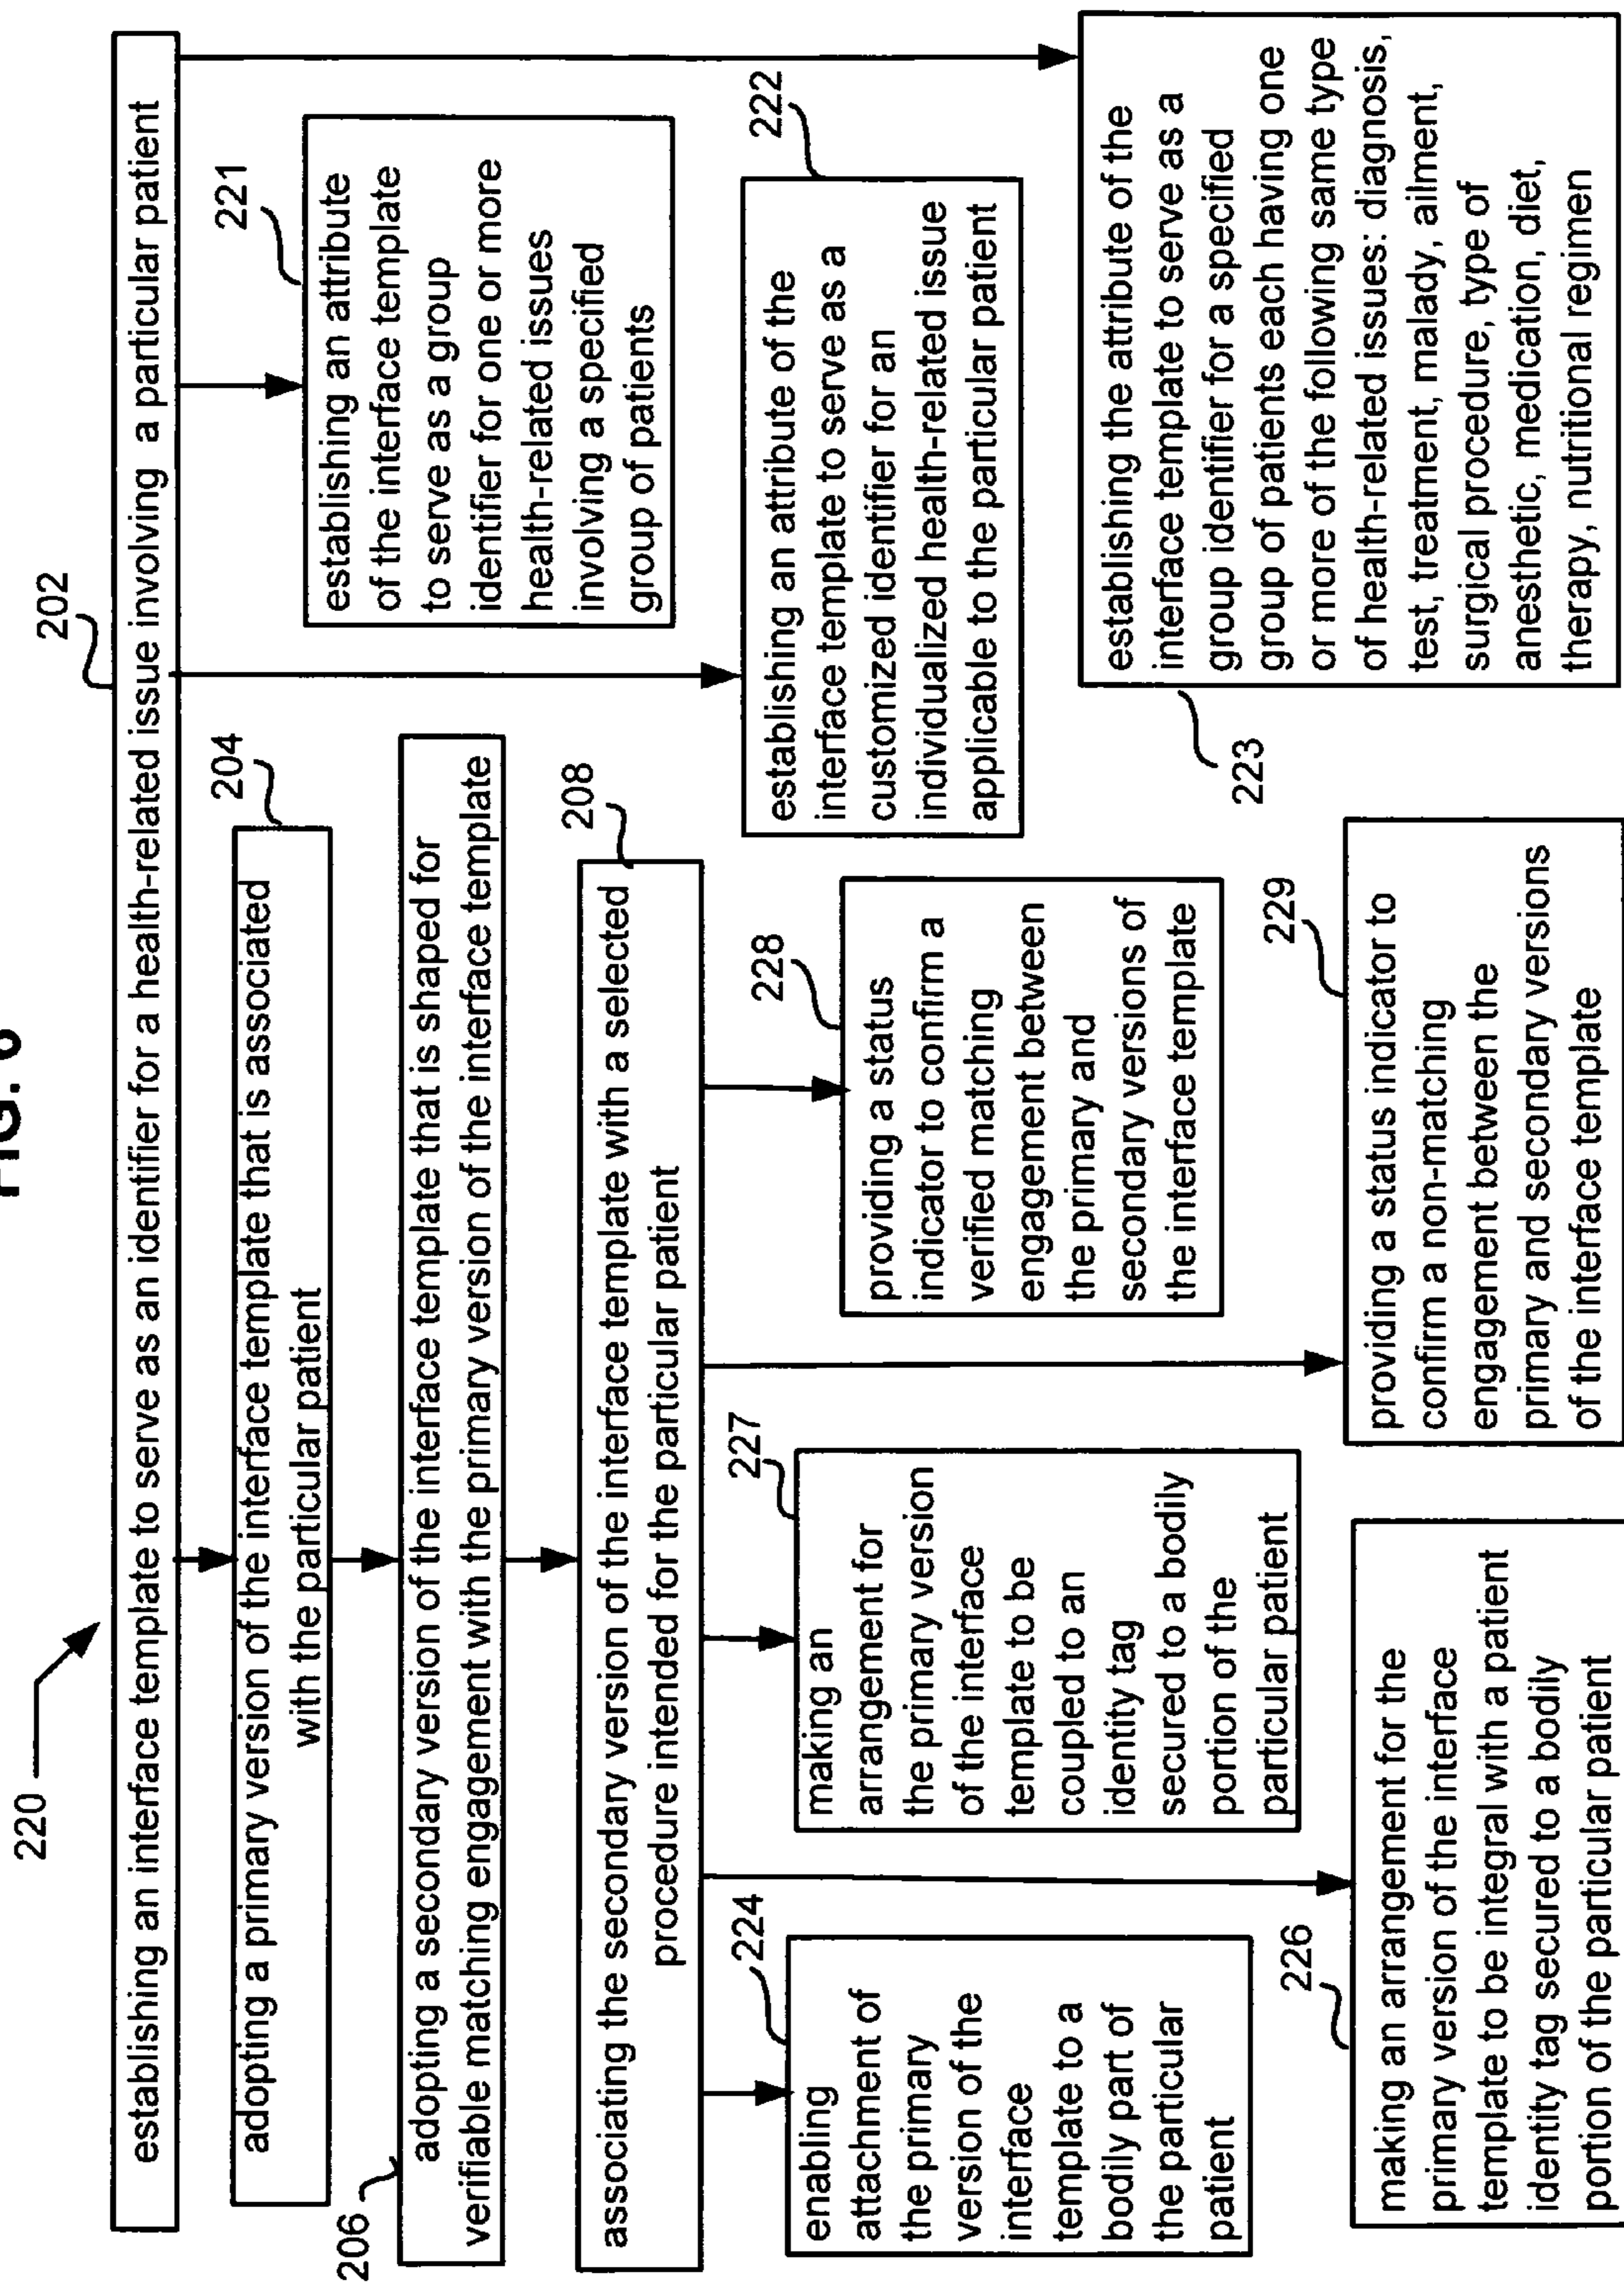 220
202
establishing an interface template to serve as an identifier for a health-related issue involving a particular patient
204
adopting a primary version of the interface template that is associated
with the particular patient
206
adopting a secondary version of the interface template that is shaped for
verifiable matching engagement with the primary version of the interface template
208
associating the secondary version of the interface template with a selected
procedure intended for the particular patient
221
establishing an attribute
of the interface template
to serve as a group
identifier for one or more
health-related issues
involving a specified
group of patients
222
establishing an attribute of the
interface template to serve as a
customized identifier for an
individualized health-related issue
applicable to the particular patient
223
establishing the attribute of the
interface template to serve as a
group identifier for a specified
group of patients each having one
or more of the following same type
of health-related issues: diagnosis,
test, treatment, malady, ailment,
surgical procedure, type of
anesthetic, medication, diet,
therapy, nutritional regimen
224
enabling
attachment of
the primary
version of the
interface
template to a
bodily part of
the particular
patient
226
making an arrangement for the
primary version of the interface
template to be integral with a patient
identity tag secured to a bodily
portion of the particular patient
227
making an
arrangement for
the primary version
of the interface
template to be
coupled to an
identity tag
secured to a bodily
portion of the
particular patient
228
providing a status
indicator to confirm a
verified matching
engagement between
the primary and
secondary versions of
the interface template
229
providing a status indicator to
confirm a non-matching
engagement between the
primary and secondary versions
of the interface template